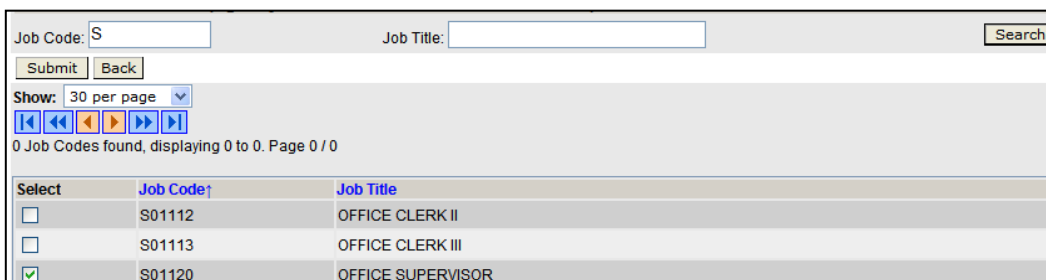 Job Code: S Job Title: Search
Submit Back
Show: 30 per page
0 Job Codes found, displaying 0 to 0. Page 0 / 0
Select Job Code↑ Job Title
S01112 OFFICE CLERK II
S01113 OFFICE CLERK III
S01120 OFFICE SUPERVISOR